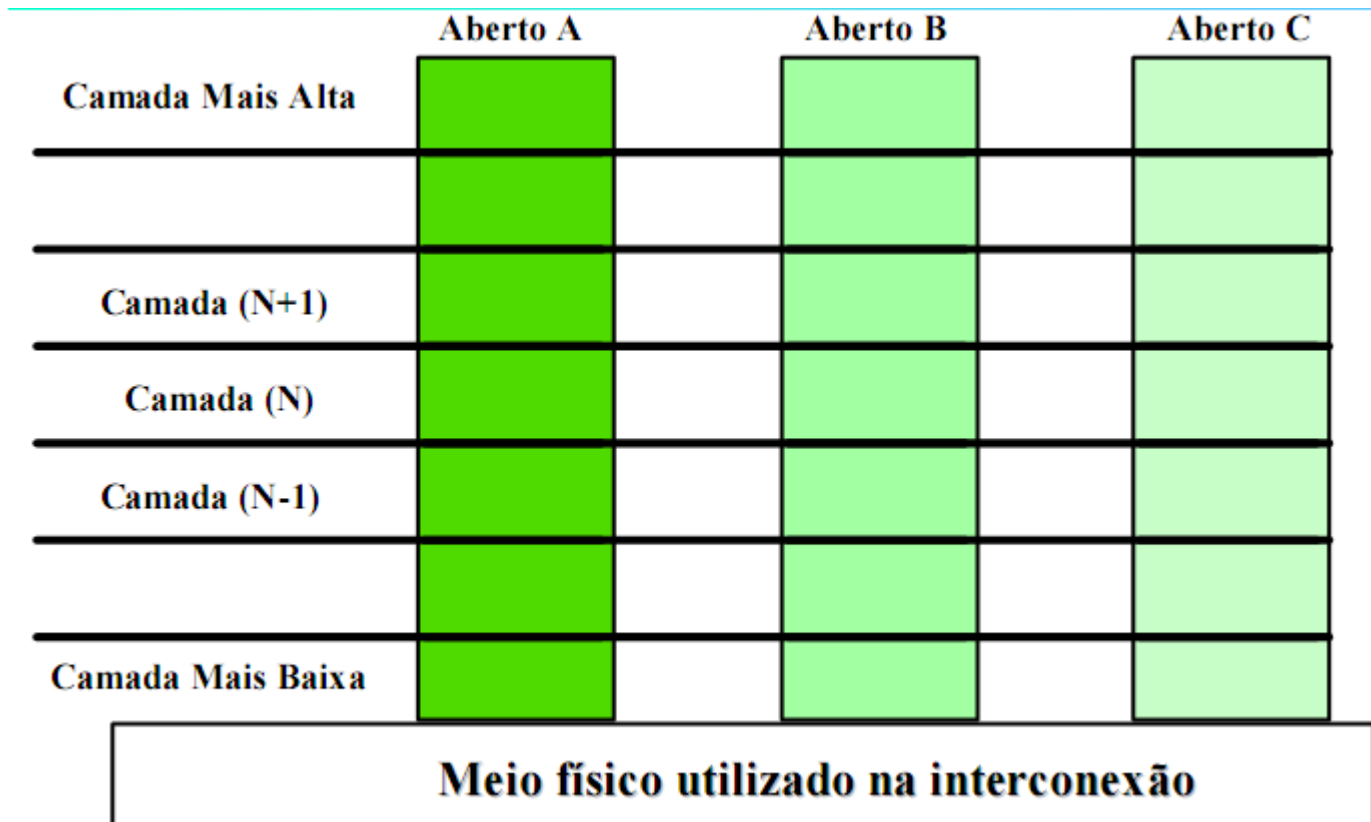 Aberto A
Aberto B
Aberto C
Camada Mais Alta
Camada (N+1)
Camada (N)
Camada (N-1)
Camada Mais Baixa
Meio físico utilizado na interconexão